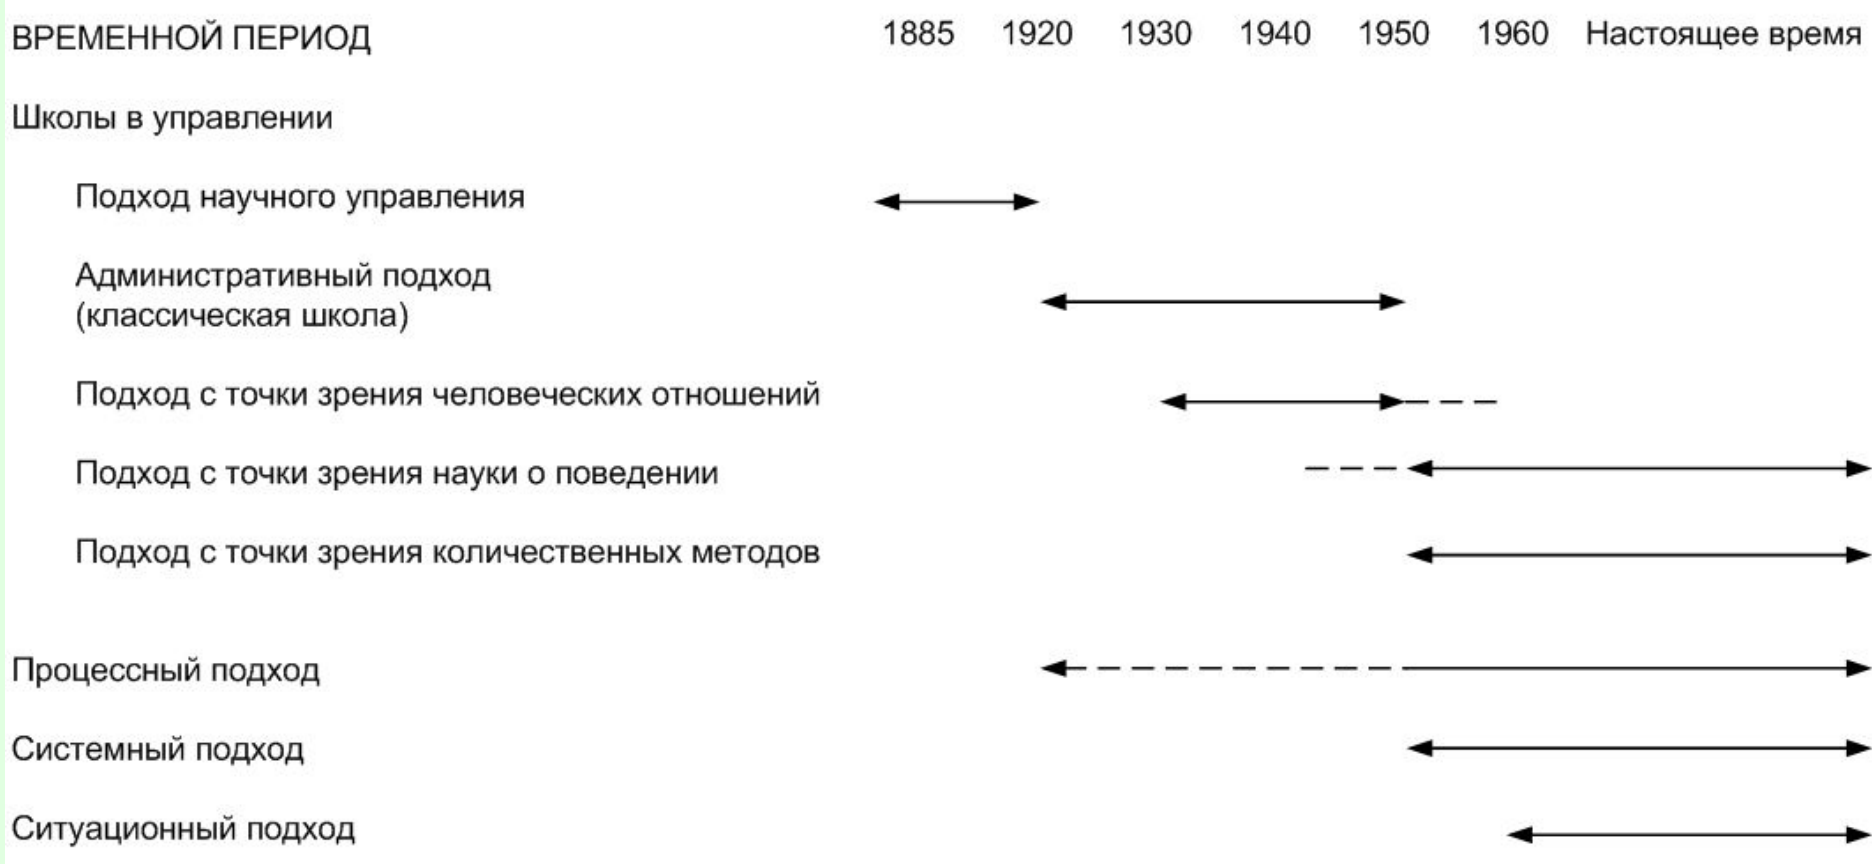 ВРЕМЕННОЙ ПЕРИОД 1885 1920 1930 1940 1950 1960 Настоящее время
Школы в управлении
Подход научного управления
Административный подход
(классическая школа)
Подход с точки зрения человеческих отношений
Подход с точки зрения науки о поведении
Подход с точки зрения количественных методов
Процессный подход
Системный подход
Ситуационный подход